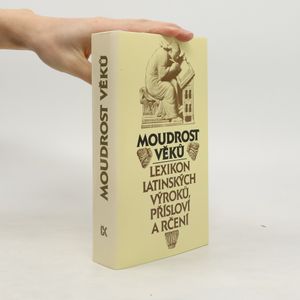 MOUDROST
VĚKŮ
LEXIKON
LATINSKÝCH
VÝROKŮ,
PŘÍSLOVÍ
A RČENÍ
MOUDROST VĚKŮ